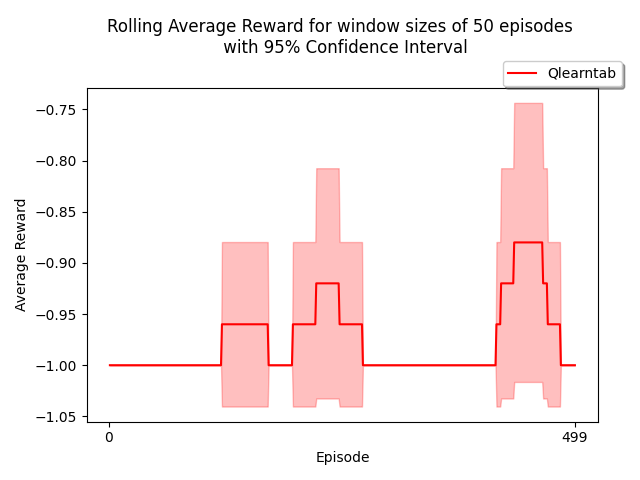 Rolling Average Reward for window sizes of 50 episodes
with 95% Confidence Interval
Qlearntab
−0.75
−0.80
−0.85
−0.90
−0.95
−1.00
−1.05
Average Reward
0
499
Episode